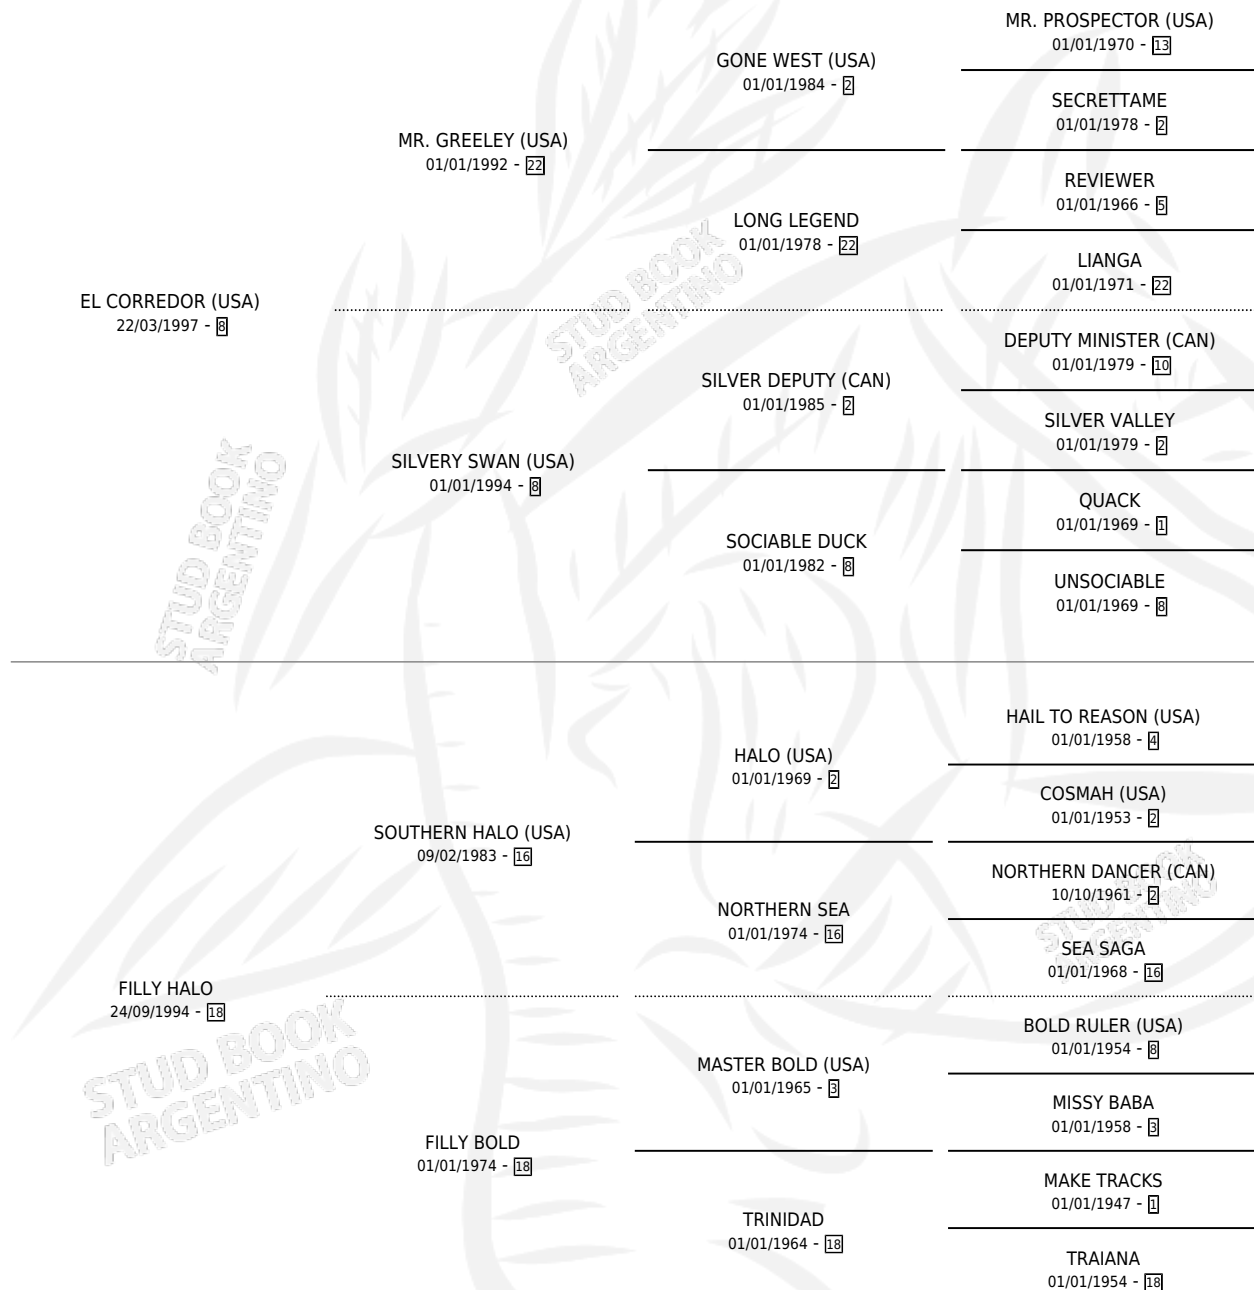 MR. PROSPECTOR (USA)
01/01/1970 - 13
GONE WEST (USA)
01/01/1984 - 2
SECRETTAME
01/01/1978 - 2
MR. GREELEY (USA)
01/01/1992 - 22
REVIEWER
01/01/1966 - 5
LONG LEGEND
01/01/1978 - 22
LIANGA
01/01/1971 - 22
EL CORREDOR (USA)
22/03/1997 - 8
DEPUTY MINISTER (CAN)
01/01/1979 - 10
SILVER DEPUTY (CAN)
01/01/1985 - 2
SILVER VALLEY
01/01/1979 - 2
SILVERY SWAN (USA)
01/01/1994 - 8
QUACK
01/01/1969 - 1
SOCIABLE DUCK
01/01/1982 - 8
UNSOCIABLE
01/01/1969 - 8
HAIL TO REASON (USA)
01/01/1958 - 4
HALO (USA)
01/01/1969 - 2
COSMAH (USA)
01/01/1953 - 2
SOUTHERN HALO (USA)
09/02/1983 - 16
NORTHERN DANCER (CAN)
10/10/1961 - 2
NORTHERN SEA
01/01/1974 - 16
SEA SAGA
01/01/1968 - 16
FILLY HALO
24/09/1994 - 18
BOLD RULER (USA)
01/01/1954 - 8
MASTER BOLD (USA)
01/01/1965 - 3
MISSY BABA
01/01/1958 - 3
FILLY BOLD
01/01/1974 - 18
MAKE TRACKS
01/01/1947 - 1
TRINIDAD
01/01/1964 - 18
TRAIANA
01/01/1954 - 18
STUD BOOK
ARGENTINO
STUD BOOK
ARGENTINO
STUD BOOK
ARGENTINO
STUD BOOK
ARGENTINO